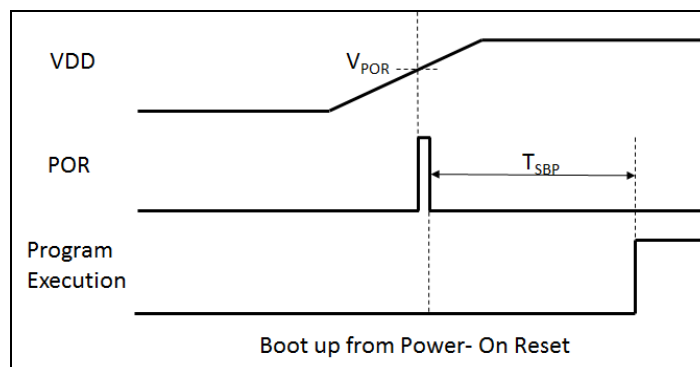 VDD
VPOR
POR
TSBP
Program
Execution
Boot up from Power- On Reset